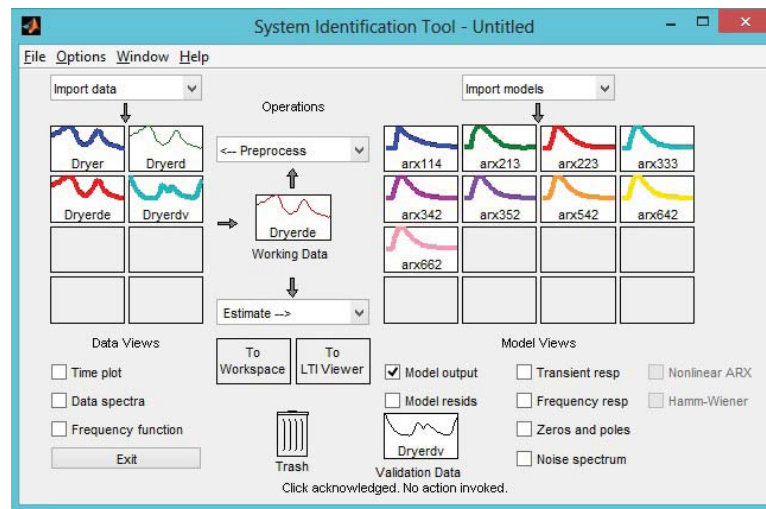 System Identification Tool - Untitled
File Options Window Help
Import data
Operations
Import models
Dryer Dryerd
<-- Preprocess
arx114 arx213 arx223 arx333
Dryerde Dryerdv
Dryerde
arx342 arx352 arx542 arx642
Working Data
arx662
Estimate -->
Data Views
To Workspace
To LTI Viewer
Model Views
Time plot
Model output
Transient resp
Nonlinear ARX
Data spectra
Model resids
Frequency resp
Hamm-Wiener
Frequency function
Zeros and poles
Exit
Trash
Dryerdv
Validation Data
Noise spectrum
Click acknowledged. No action invoked.